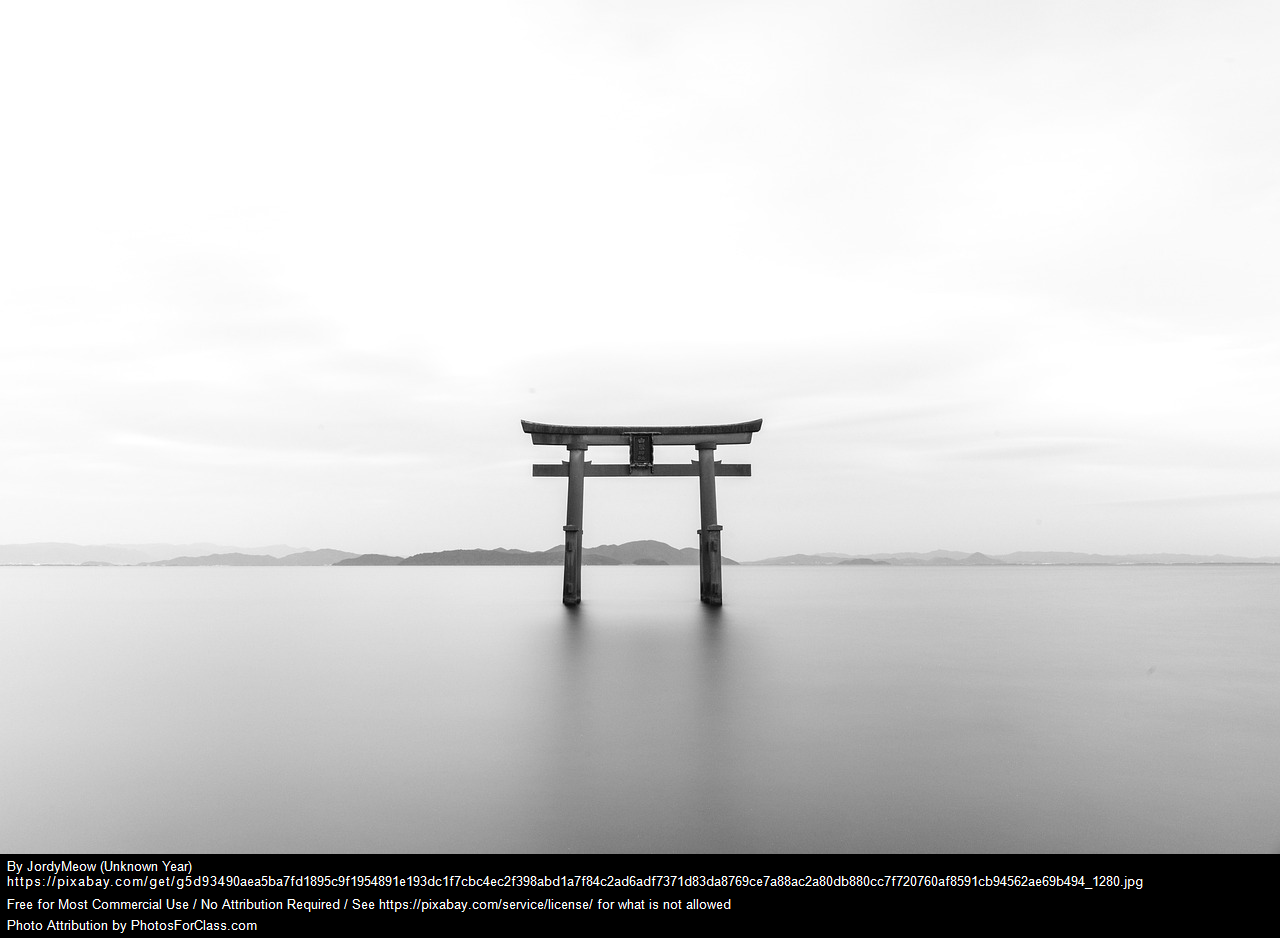 By JordyMeow (Unknown Year)
https://pixabay.com/get/g5d93490aea5ba7fd1895c9f1954891e193dc1f7cbc4ec2f398abd1a7f84c2ad6adf7371d83da8769ce7a88ac2a80db880cc7f720760af8591cb94562ae69b494_1280.jpg
Free for Most Commercial Use / No Attribution Required / See https://pixabay.com/service/license/ for what is not allowed
Photo Attribution by PhotosForClass.com